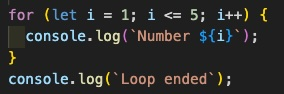 for (let i = 1; i <= 5; i++) {
  console.log(`Number ${i}`);
}
console.log(`Loop ended`);